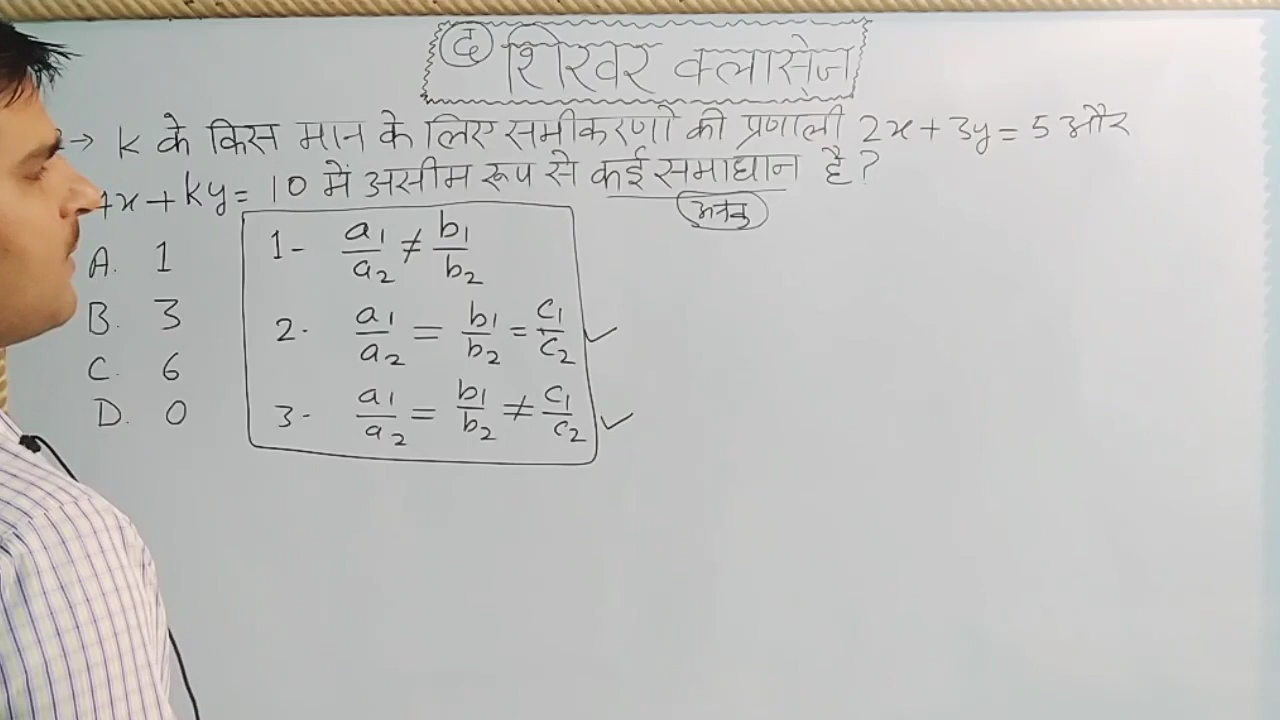 द शिखर क्लासेज
→ k के किस मान के लिए समीकरणो की प्रणाली 2x + 3y = 5 और
x + ky = 10 में असीम रूप से कई समाधान है ?
A. 1
B. 3
C. 6
D. 0
1- a₁/a₂ ≠ b₁/b₂
2. a₁/a₂ = b₁/b₂ = c₁/c₂ ✓
3- a₁/a₂ = b₁/b₂ ≠ c₁/c₂ ✓